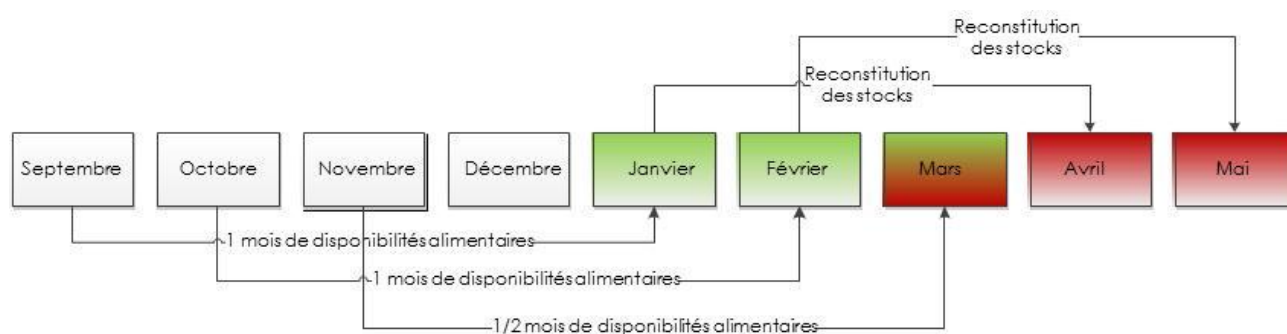 Reconstitution
des stocks
Reconstitution
des stocks
Septembre
Octobre
Novembre
Décembre
Janvier
Février
Mars
Avril
Mai
1 mois de disponibilités alimentaires
1 mois de disponibilités alimentaires
1/2 mois de disponibilités alimentaires